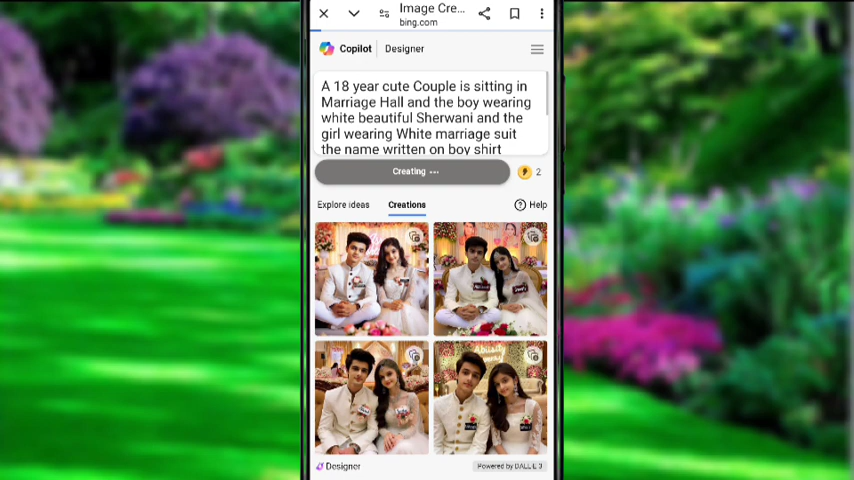 Image Cre...
bing.com
Copilot
Designer
A 18 year cute Couple is sitting in
Marriage Hall and the boy wearing
white beautiful Sherwani and the
girl wearing White marriage suit
the name written on boy shirt
Creating ...
2
Explore ideas
Creations
Help
Designer
Powered by DALL·E 3